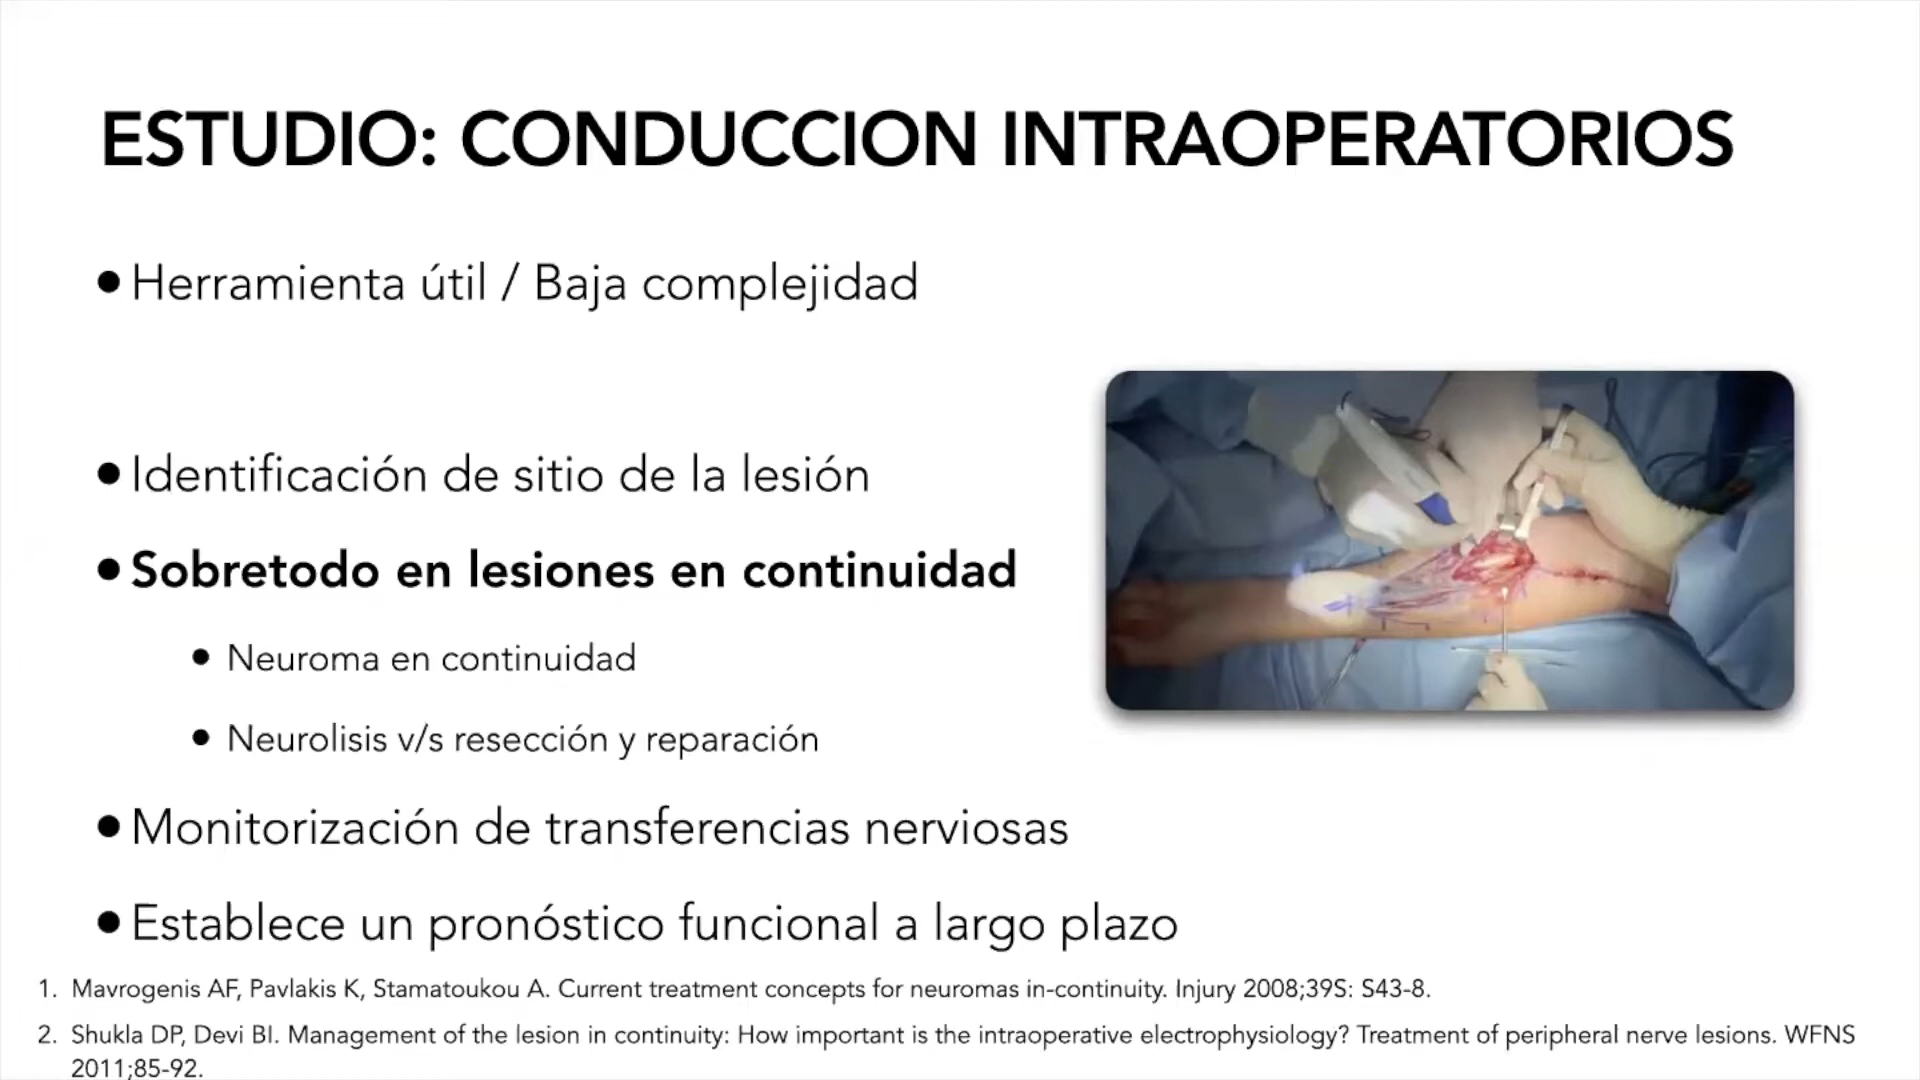 ESTUDIO: CONDUCCION INTRAOPERATORIOS
•Herramienta útil / Baja complejidad
•Identificación de sitio de la lesión
•Sobretodo en lesiones en continuidad
• Neuroma en continuidad
• Neurolisis v/s resección y reparación
•Monitorización de transferencias nerviosas
•Establece un pronóstico funcional a largo plazo
1. Mavrogenis AF, Pavlakis K, Stamatoukou A. Current treatment concepts for neuromas in-continuity. Injury 2008;39S: S43-8.
2. Shukla DP, Devi BI. Management of the lesion in continuity: How important is the intraoperative electrophysiology? Treatment of peripheral nerve lesions. WFNS
2011;85-92.